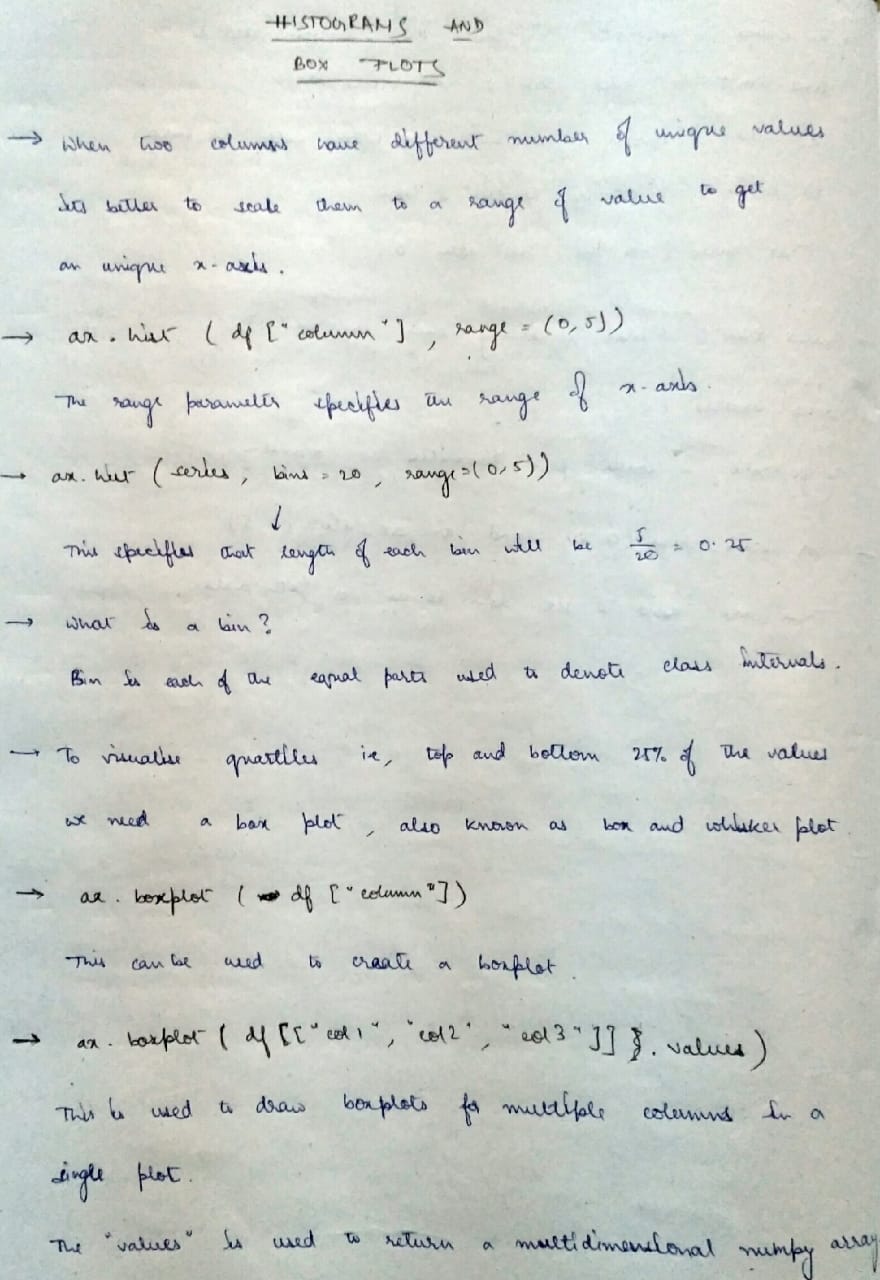 HISTOGRAMS AND
BOX PLOTS
→ When two columns have different number of unique values
its better to scale them to a range of value to get
an unique x-axis.
→ ax.hist (df["column"], range = (0,5))
The range parameter specifies the range of x-axis.
→ ax.hist (series, bins = 20, range=(0,5))
↓
This specifies that length of each bin will be 5/20 = 0.25
→ What is a bin?
Bin is each of the equal parts used to denote class intervals.
→ To visualise quartiles ie, top and bottom 25% of the values
we need a box plot, also known as box and whisker plot.
→ ax.boxplot (df ["column"])
This can be used to create a boxplot.
→ ax.boxplot (df[["col1", "col2", "col3"]].values)
This is used to draw boxplots for multiple columns in a
single plot.
The "values" is used to return a multidimensional numpy array